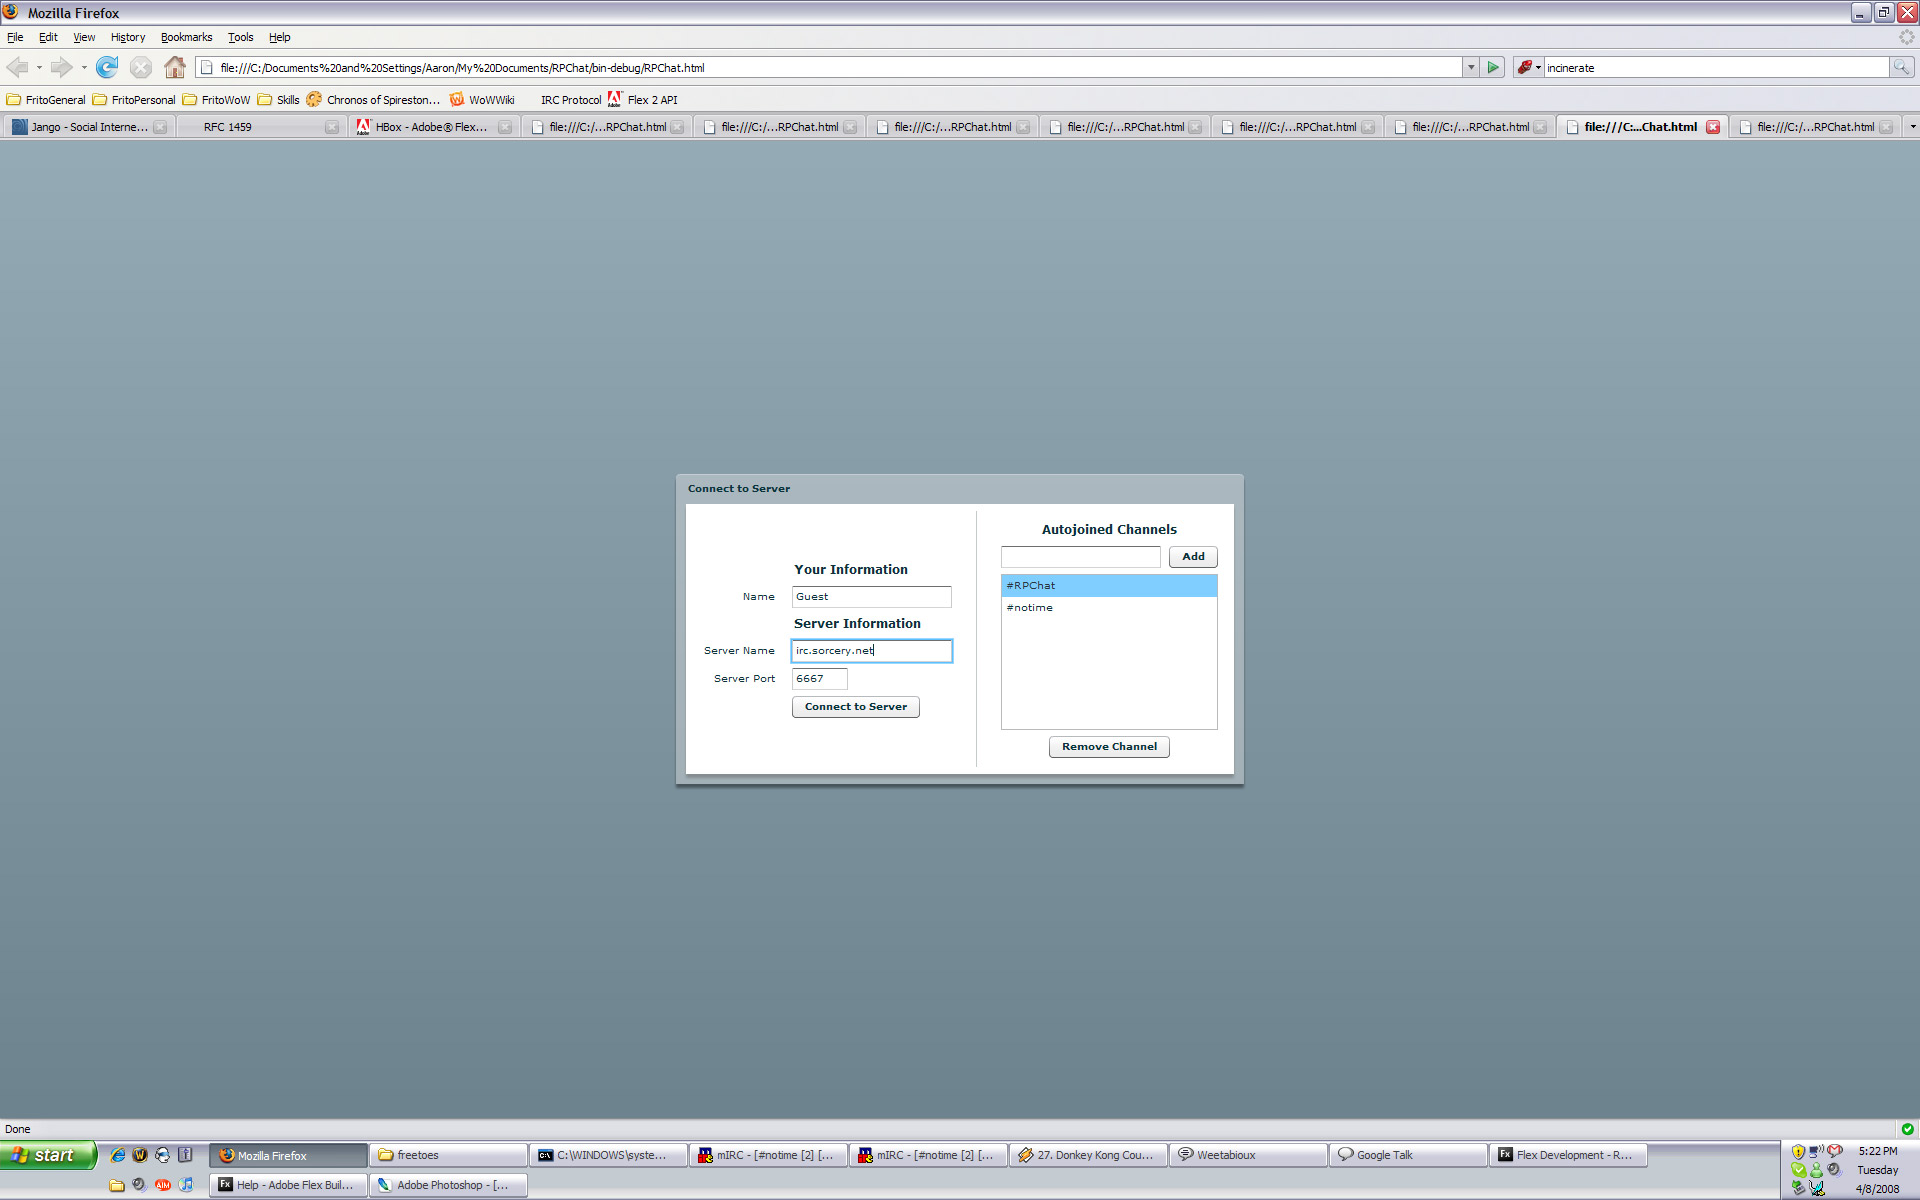 Mozilla Firefox
File Edit View History Bookmarks Tools Help
file:///C:/Documents%20and%20Settings/Aaron/My%20Documents/RPChat/bin-debug/RPChat.html
incinerate
FritoGeneral FritoPersonal FritoWoW Skills Chronos of Spireston... WoWWiki IRC Protocol Flex 2 API
Jango - Social Interne... RFC 1459 HBox - Adobe® Flex... file:///C:/...RPChat.html file:///C:/...RPChat.html file:///C:/...RPChat.html file:///C:/...RPChat.html file:///C:/...RPChat.html file:///C:/...RPChat.html file:///C:...Chat.html file:///C:/...RPChat.html
Connect to Server
Your Information
Name Guest
Server Information
Server Name irc.sorcery.net
Server Port 6667
Connect to Server
Autojoined Channels
Add
#RPChat
#notime
Remove Channel
Done
start Mozilla Firefox freetoes C:\WINDOWS\syste... mIRC - [#notime [2] [... mIRC - [#notime [2] [... 27. Donkey Kong Cou... Weetabioux Google Talk Flex Development - R...
AIM Help - Adobe Flex Buil... Adobe Photoshop - [...
5:22 PM
Tuesday
4/8/2008